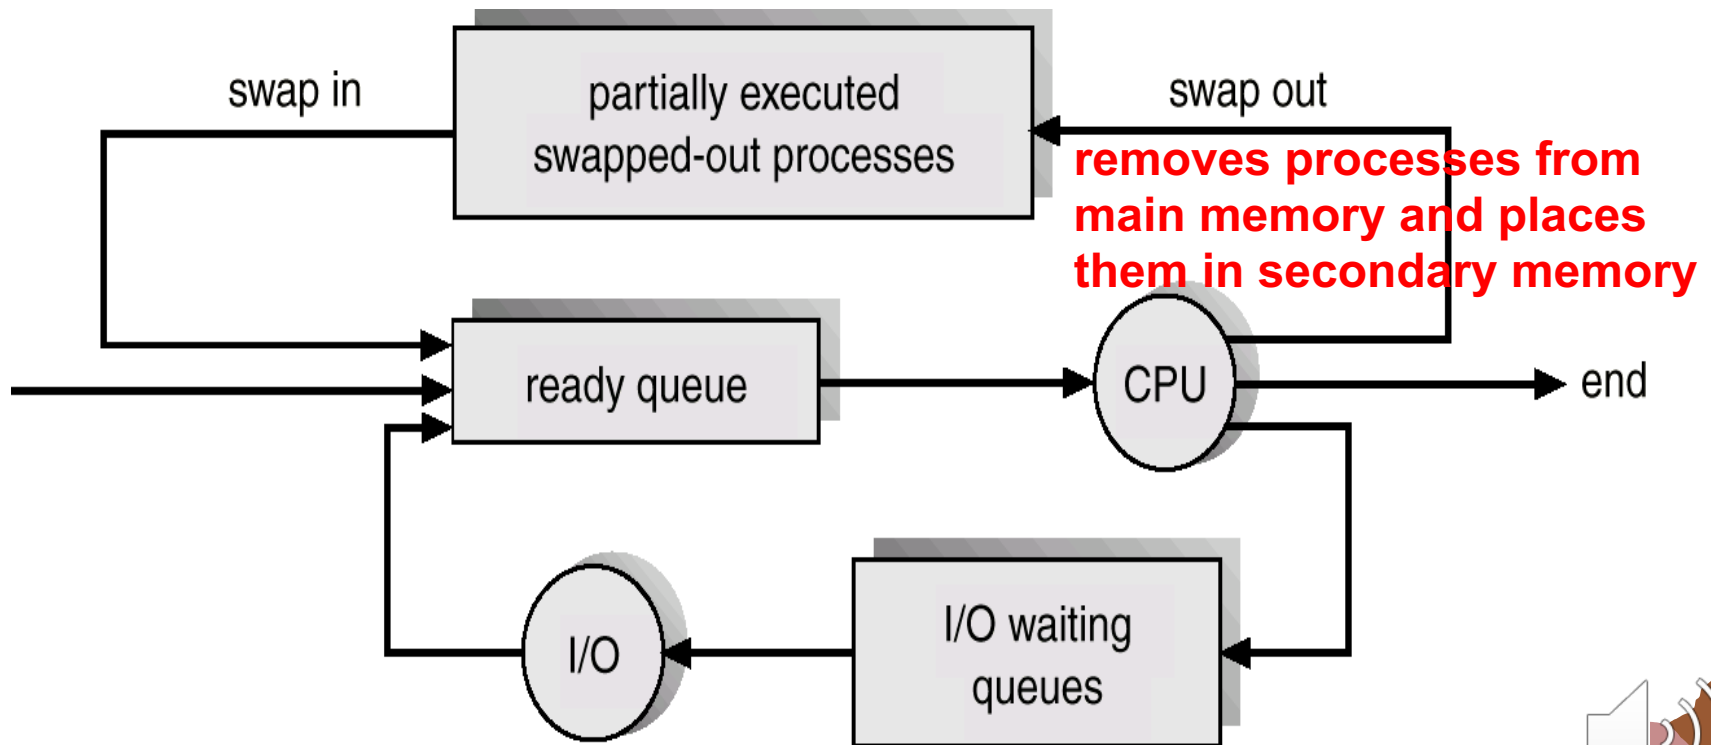 swap in
partially executed
swapped-out processes
swap out
removes processes from
main memory and places
them in secondary memory
ready queue
CPU
end
I/O
I/O waiting
queues